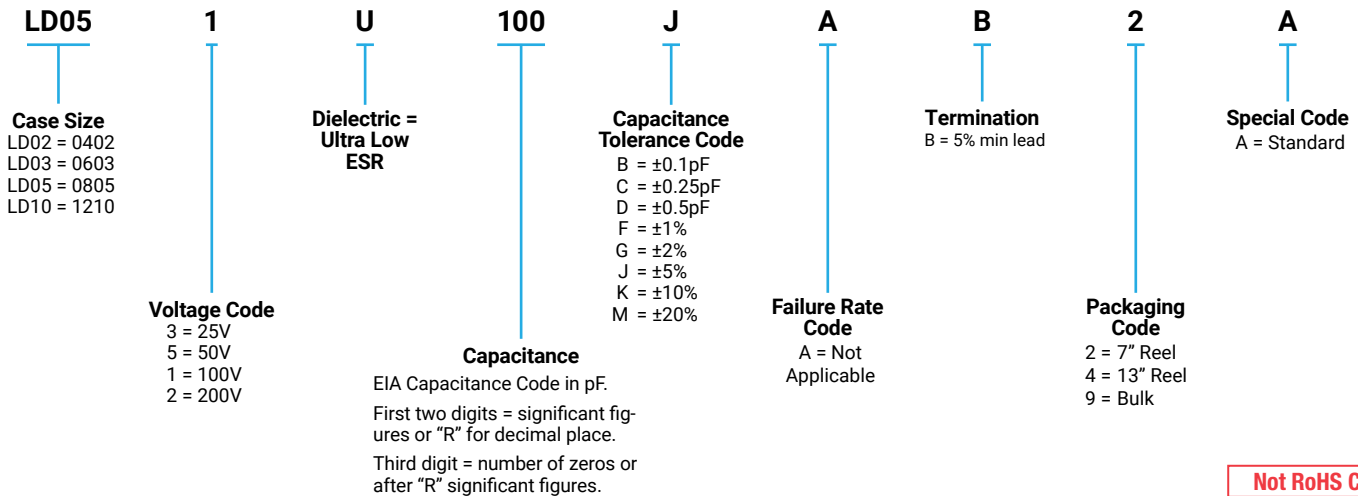 LD05 1 U 100 J A B 2 A
Case Size
LD02 = 0402
LD03 = 0603
LD05 = 0805
LD10 = 1210
Voltage Code
3 = 25V
5 = 50V
1 = 100V
2 = 200V
Dielectric =
Ultra Low
ESR
Capacitance
EIA Capacitance Code in pF.
First two digits = significant fig-
ures or “R” for decimal place.
Third digit = number of zeros or
after “R” significant figures.
Capacitance
Tolerance Code
B = ±0.1pF
C = ±0.25pF
D = ±0.5pF
F = ±1%
G = ±2%
J = ±5%
K = ±10%
M = ±20%
Failure Rate
Code
A = Not
Applicable
Termination
B = 5% min lead
Packaging
Code
2 = 7” Reel
4 = 13” Reel
9 = Bulk
Special Code
A = Standard
Not RoHS C